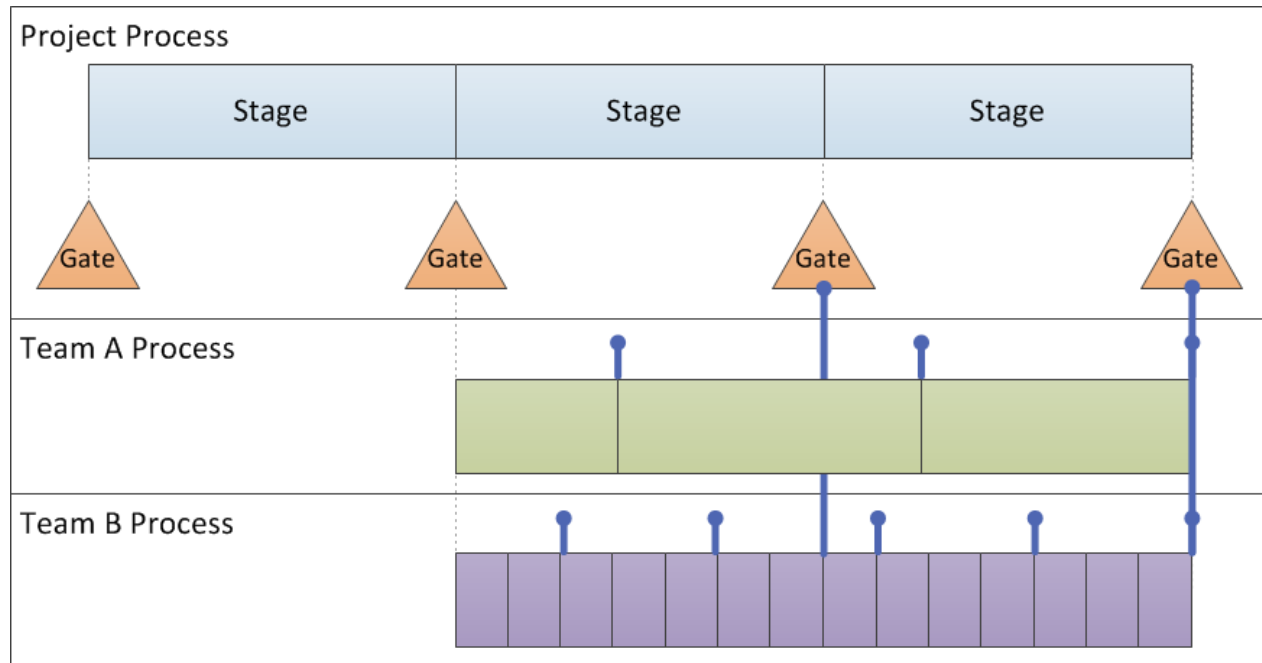 Project Process
Stage Stage Stage
Gate Gate Gate Gate
Team A Process
Team B Process